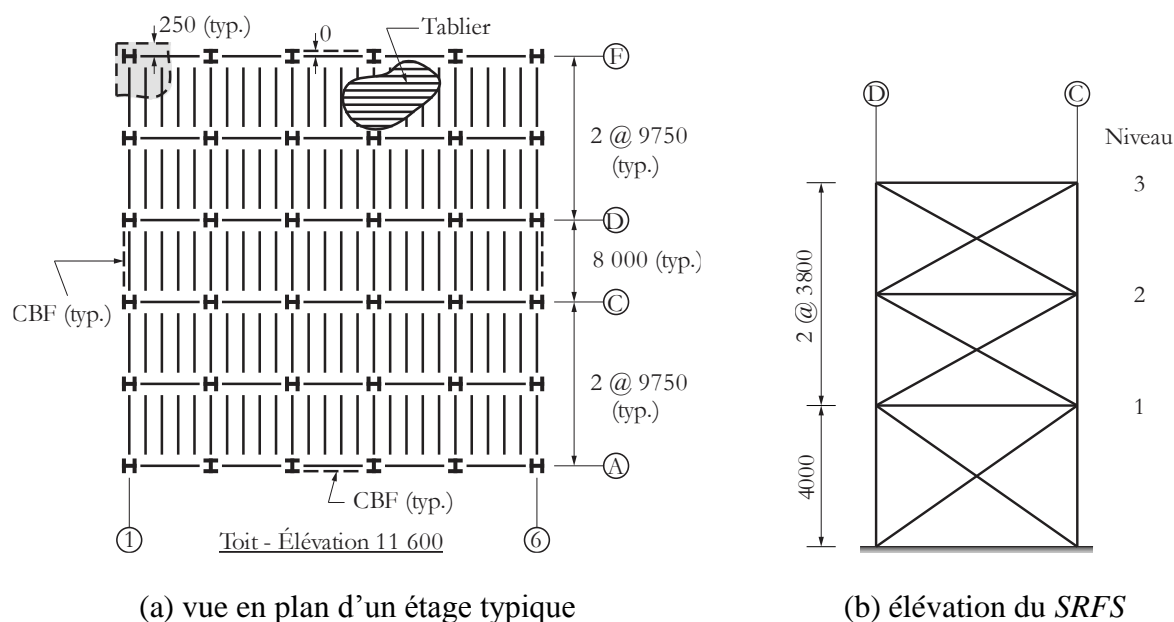 250 (typ.)
0
Tablier
F
D
C
2 @ 9750
(typ.)
Niveau
D
3
8 000 (typ.)
CBF (typ.)
C
2 @ 3800
2
2 @ 9750
(typ.)
1
4000
A
CBF (typ.)
1
Toit - Élévation 11 600
6
(a) vue en plan d’un étage typique
(b) élévation du SRFS